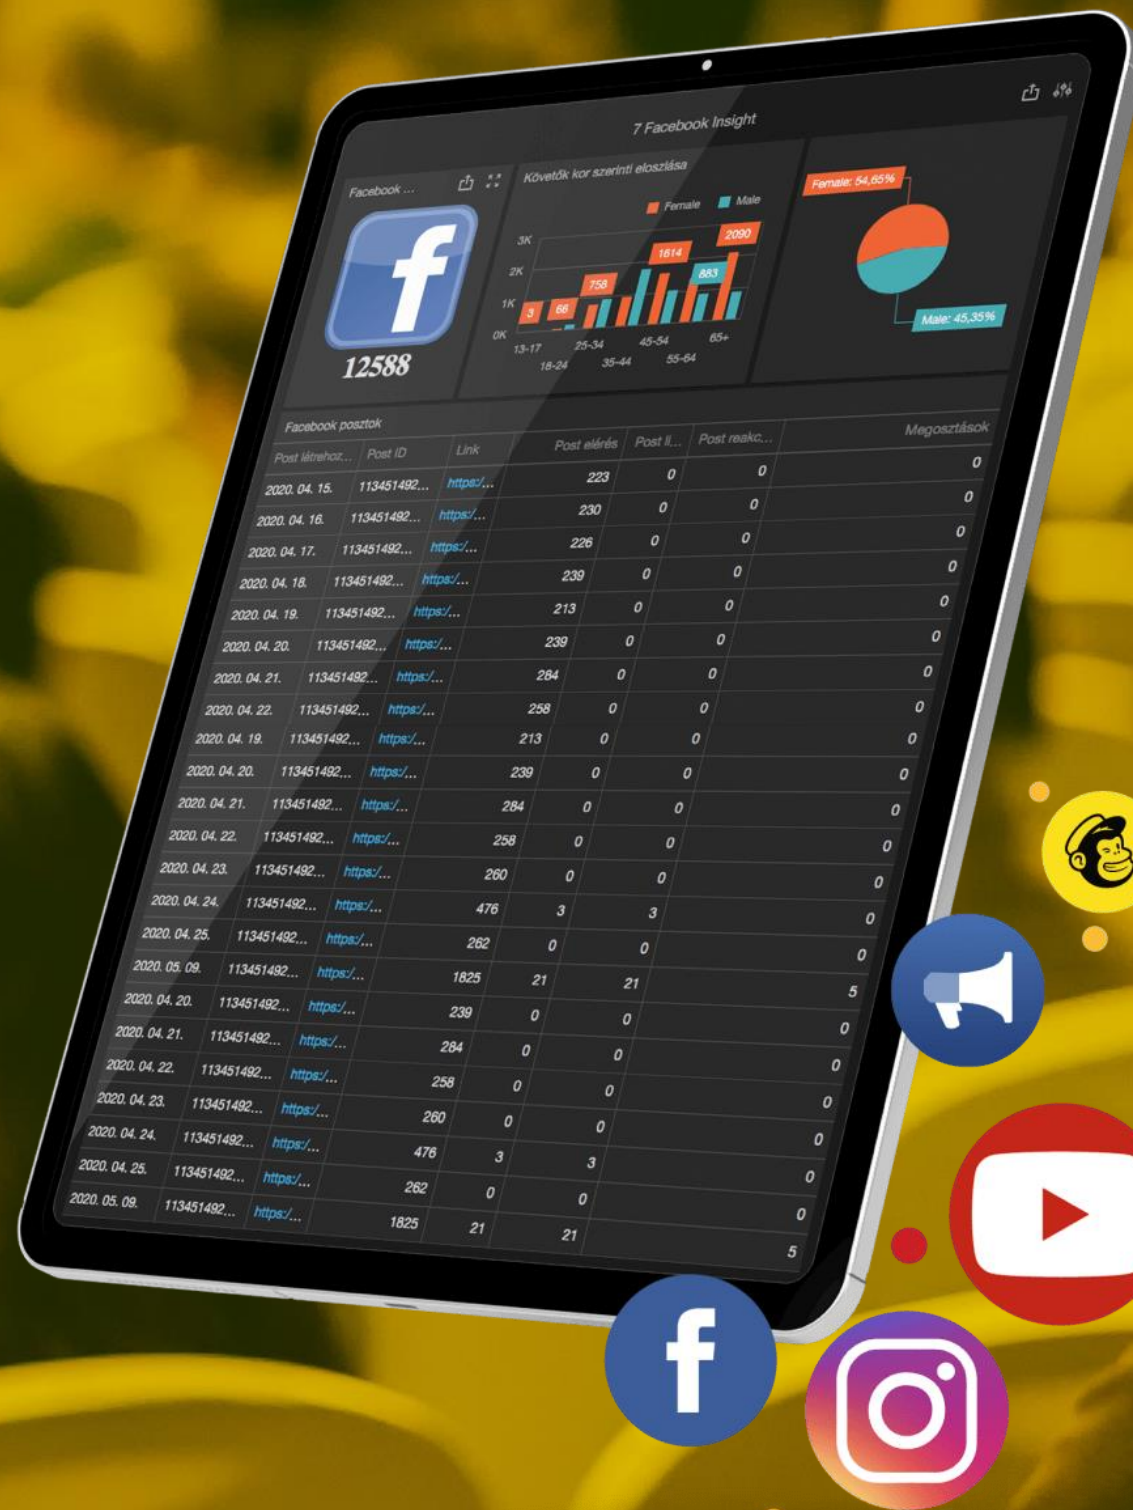 7 Facebook Insight
Facebook ...
12588
Követők kor szerinti eloszlása
Female Male
3K
2K
1K
0K
3 66 758 1614 883 2090
13-17 18-24 25-34 35-44 45-54 55-64 65+
Female: 54,65%
Male: 45,35%
Facebook posztok
Post létrehoz... Post ID Link Post elérés Post li... Post reakc... Megosztások
2020. 04. 15. 113451492... https:/... 223 0 0 0
2020. 04. 16. 113451492... https:/... 230 0 0 0
2020. 04. 17. 113451492... https:/... 226 0 0 0
2020. 04. 18. 113451492... https:/... 239 0 0 0
2020. 04. 19. 113451492... https:/... 213 0 0 0
2020. 04. 20. 113451492... https:/... 239 0 0 0
2020. 04. 21. 113451492... https:/... 284 0 0 0
2020. 04. 22. 113451492... https:/... 258 0 0 0
2020. 04. 19. 113451492... https:/... 213 0 0 0
2020. 04. 20. 113451492... https:/... 239 0 0 0
2020. 04. 21. 113451492... https:/... 284 0 0 0
2020. 04. 22. 113451492... https:/... 258 0 0 0
2020. 04. 23. 113451492... https:/... 260 0 0 0
2020. 04. 24. 113451492... https:/... 476 3 3 0
2020. 04. 25. 113451492... https:/... 262 0 0 0
2020. 05. 09. 113451492... https:/... 1825 21 21 5
2020. 04. 20. 113451492... https:/... 239 0 0 0
2020. 04. 21. 113451492... https:/... 284 0 0 0
2020. 04. 22. 113451492... https:/... 258 0 0 0
2020. 04. 23. 113451492... https:/... 260 0 0 0
2020. 04. 24. 113451492... https:/... 476 3 3 0
2020. 04. 25. 113451492... https:/... 262 0 0 0
2020. 05. 09. 113451492... https:/... 1825 21 21 5